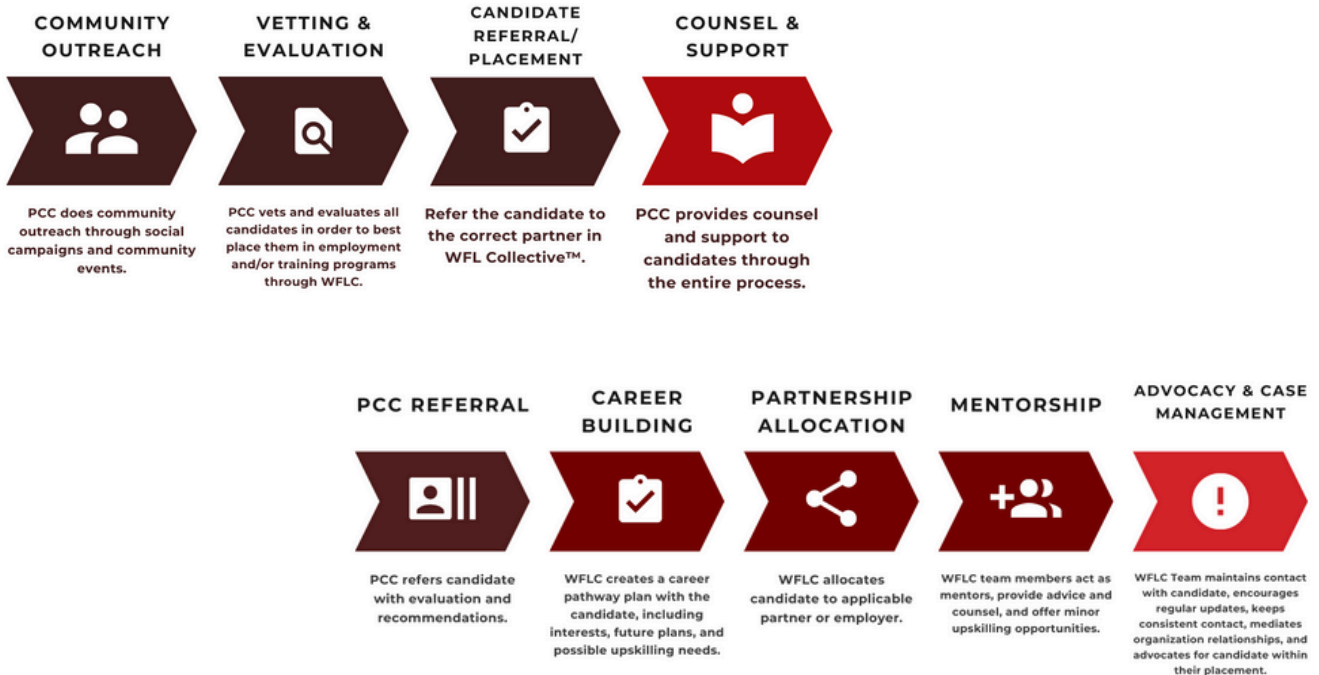 COMMUNITY
OUTREACH
PCC does community
outreach through social
campaigns and community
events.
VETTING &
EVALUATION
PCC vets and evaluates all
candidates in order to best
place them in employment
and/or training programs
through WFLC.
CANDIDATE
REFERRAL/
PLACEMENT
Refer the candidate to
the correct partner in
WFL Collective™.
COUNSEL &
SUPPORT
PCC provides counsel
and support to
candidates through
the entire process.
PCC REFERRAL
PCC refers candidate
with evaluation and
recommendations.
CAREER
BUILDING
WFLC creates a career
pathway plan with the
candidate, including
interests, future plans, and
possible upskilling needs.
PARTNERSHIP
ALLOCATION
WFLC allocates
candidate to applicable
partner or employer.
MENTORSHIP
WFLC team members act as
mentors, provide advice and
counsel, and offer minor
upskilling opportunities.
ADVOCACY & CASE
MANAGEMENT
WFLC Team maintains contact
with candidate, encourages
regular updates, keeps
consistent contact, mediates
organization relationships, and
advocates for candidate within
their placement.